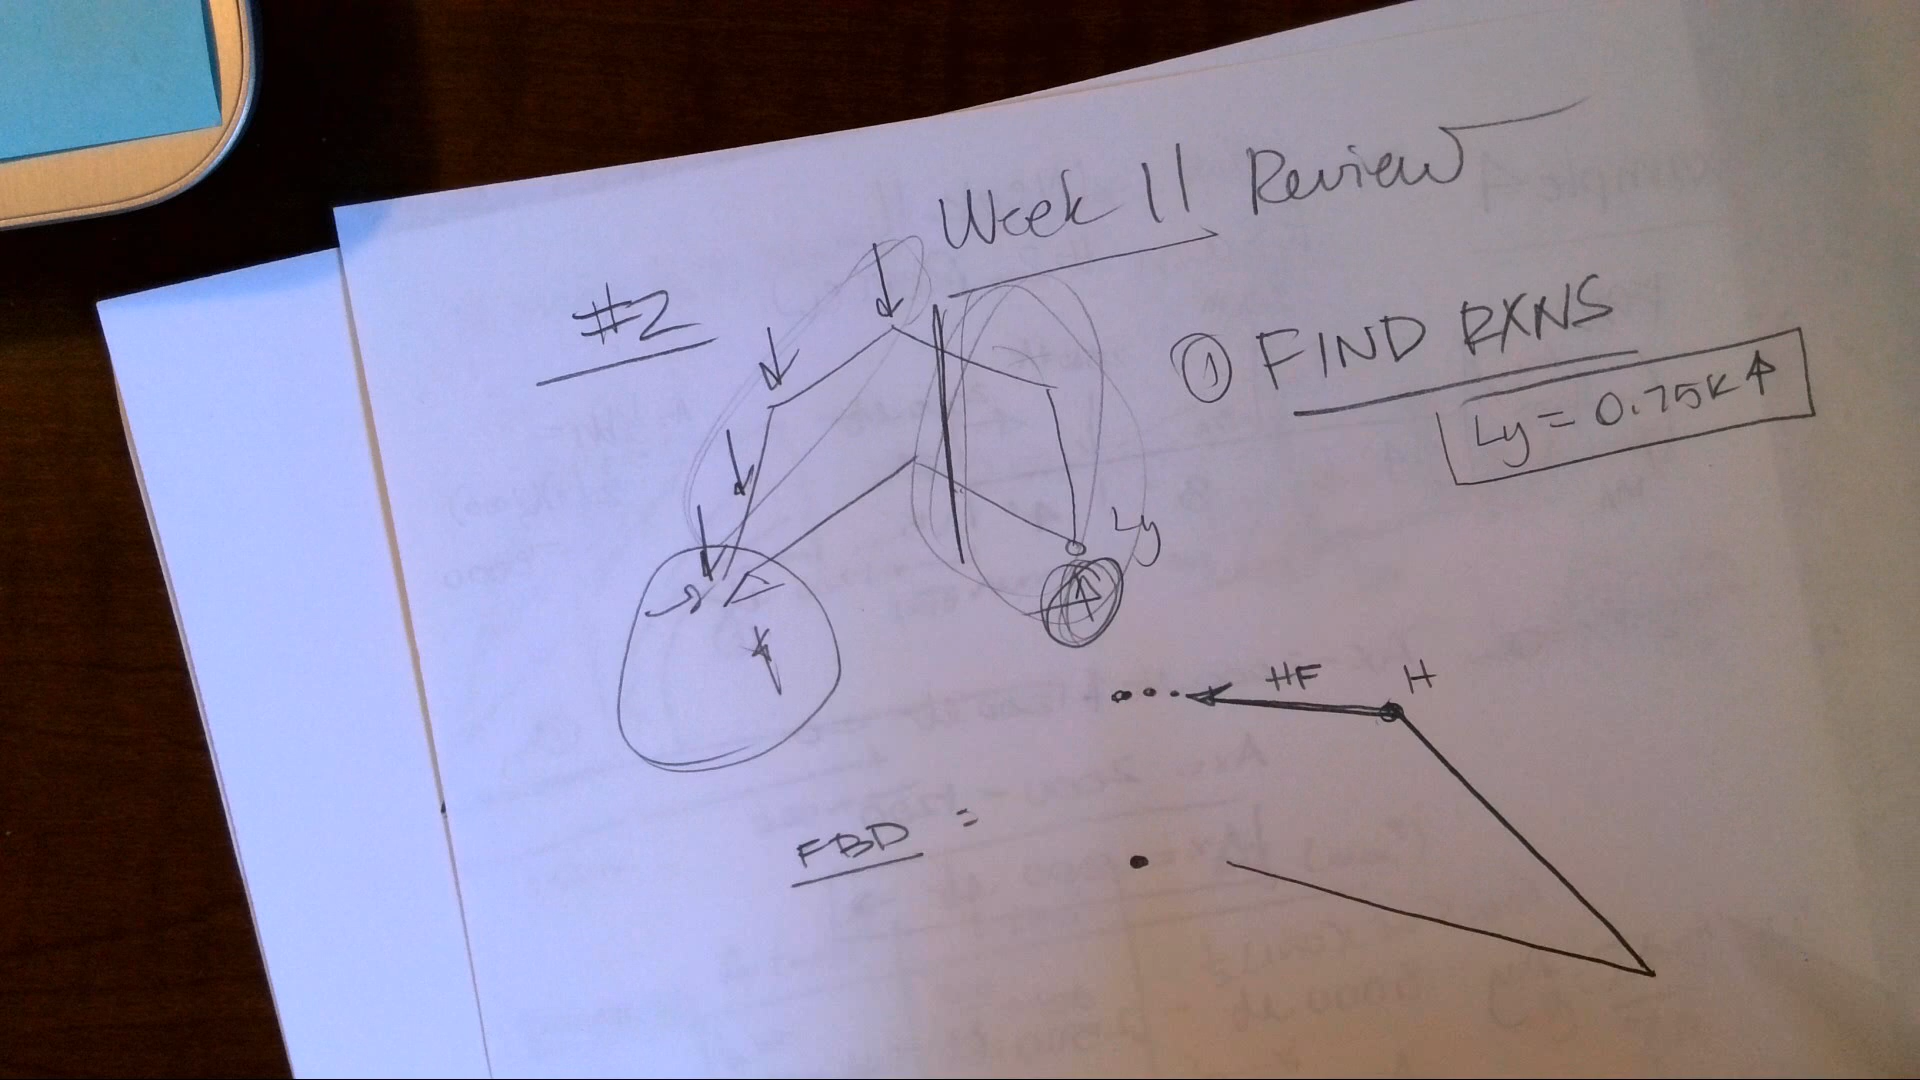 Week 11 Review
#2
① FIND RXNS
Ly = 0.75K↑
Ly
HF H
FBD =